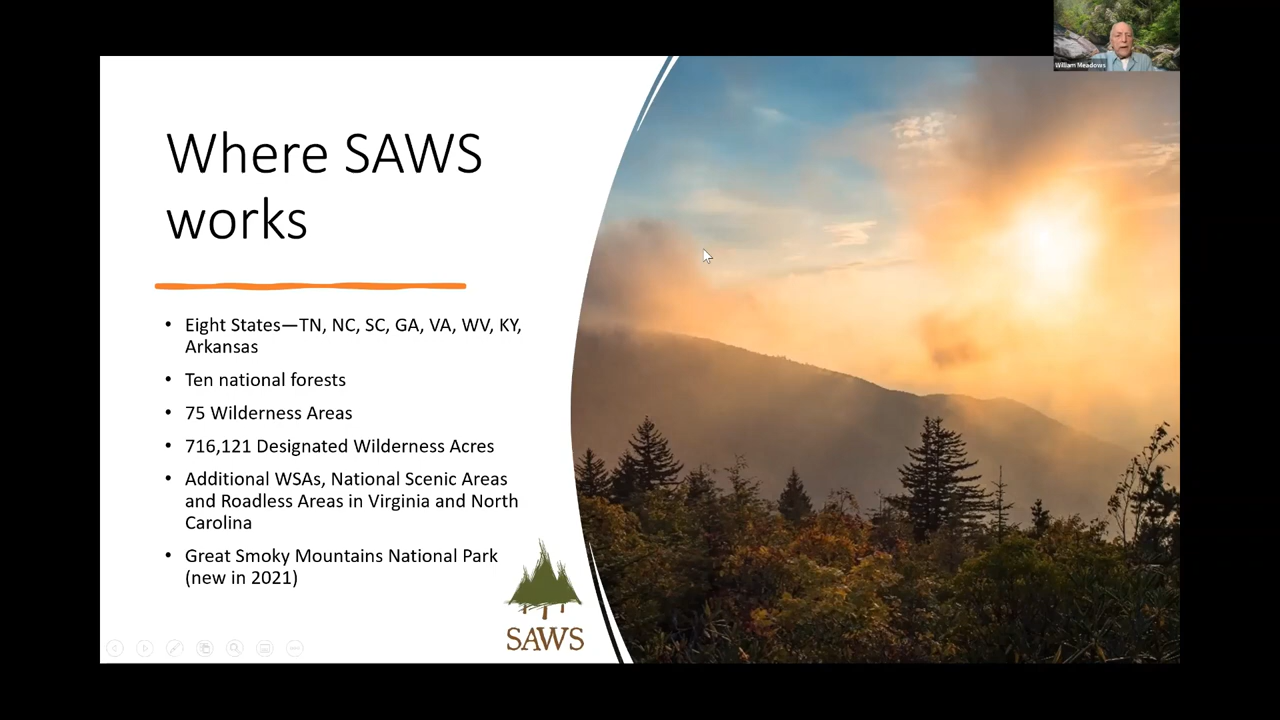 William Meadows
Where SAWS
works
• Eight States—TN, NC, SC, GA, VA, WV, KY,
Arkansas
• Ten national forests
• 75 Wilderness Areas
• 716,121 Designated Wilderness Acres
• Additional WSAs, National Scenic Areas
and Roadless Areas in Virginia and North
Carolina
• Great Smoky Mountains National Park
(new in 2021)
SAWS